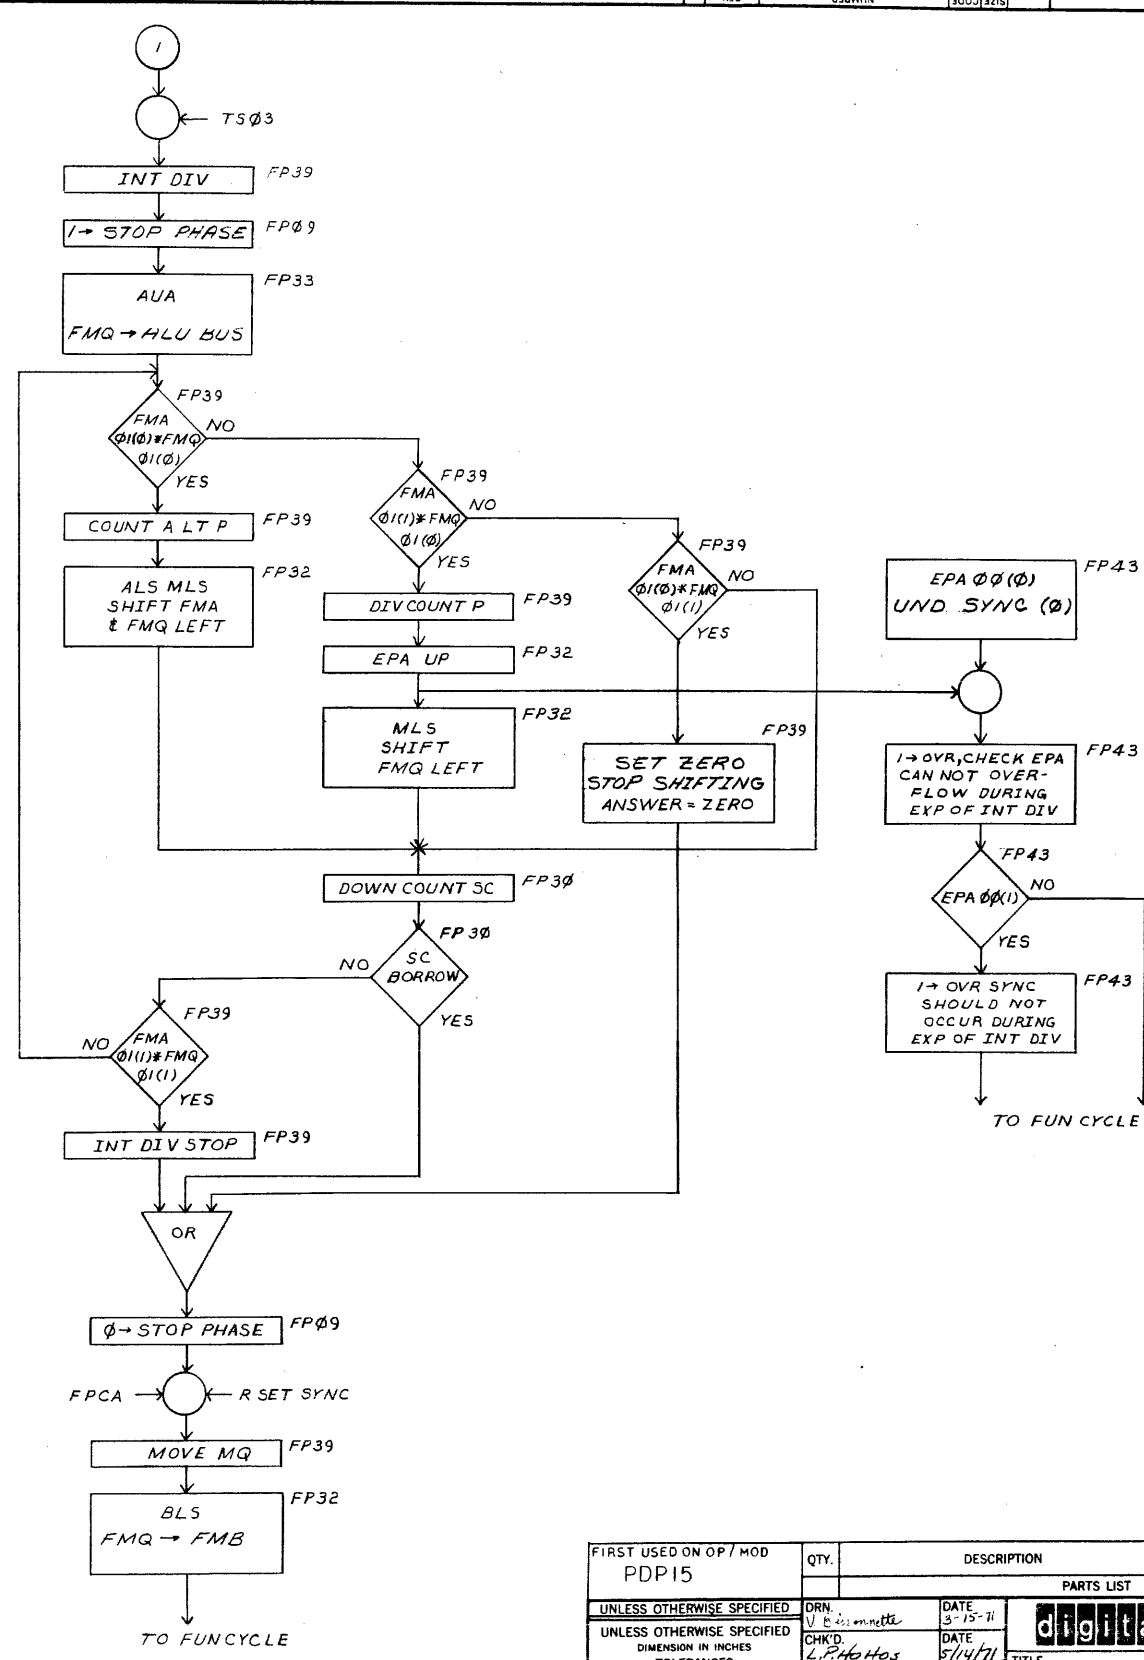 NUMBER
SIZE CODE
1
TSØ3
INT DIV
FP39
1→ STOP PHASE
FPØ9
AUA
FMQ → ALU BUS
FP33
FP39
FMA
Ø1(Ø)*FMQ
Ø1(Ø)
NO
YES
COUNT A LT P
FP39
ALS MLS
SHIFT FMA
& FMQ LEFT
FP32
FP39
FMA
Ø1(1)*FMQ
Ø1(Ø)
NO
YES
DIV COUNT P
FP39
EPA UP
FP32
MLS
SHIFT
FMQ LEFT
FP32
FP39
FMA
Ø1(Ø)*FMQ
Ø1(1)
NO
YES
FP39
SET ZERO
STOP SHIFTING
ANSWER = ZERO
EPA ØØ(Ø)
UND SYNC (Ø)
FP43
1→ OVR, CHECK EPA
CAN NOT OVER-
FLOW DURING
EXP OF INT DIV
FP43
FP43
EPA ØØ(1)
NO
YES
1→ OVR SYNC
SHOULD NOT
OCCUR DURING
EXP OF INT DIV
FP43
TO FUN CYCLE
DOWN COUNT SC
FP3Ø
FP3Ø
SC
BORROW
NO
YES
FP39
FMA
Ø1(1)*FMQ
Ø1(1)
NO
YES
INT DIV STOP
FP39
OR
Ø→ STOP PHASE
FPØ9
FPCA
R SET SYNC
MOVE MQ
FP39
BLS
FMQ → FMB
FP32
TO FUN CYCLE
FIRST USED ON OP/MOD
PDP15
QTY.
DESCRIPTION
PARTS LIST
UNLESS OTHERWISE SPECIFIED
UNLESS OTHERWISE SPECIFIED
DIMENSION IN INCHES
TOLERANCES
DRN.
DATE
3-15-71
CHK'D.
L.P. Hohos
DATE
5/14/71
digita
TITLE